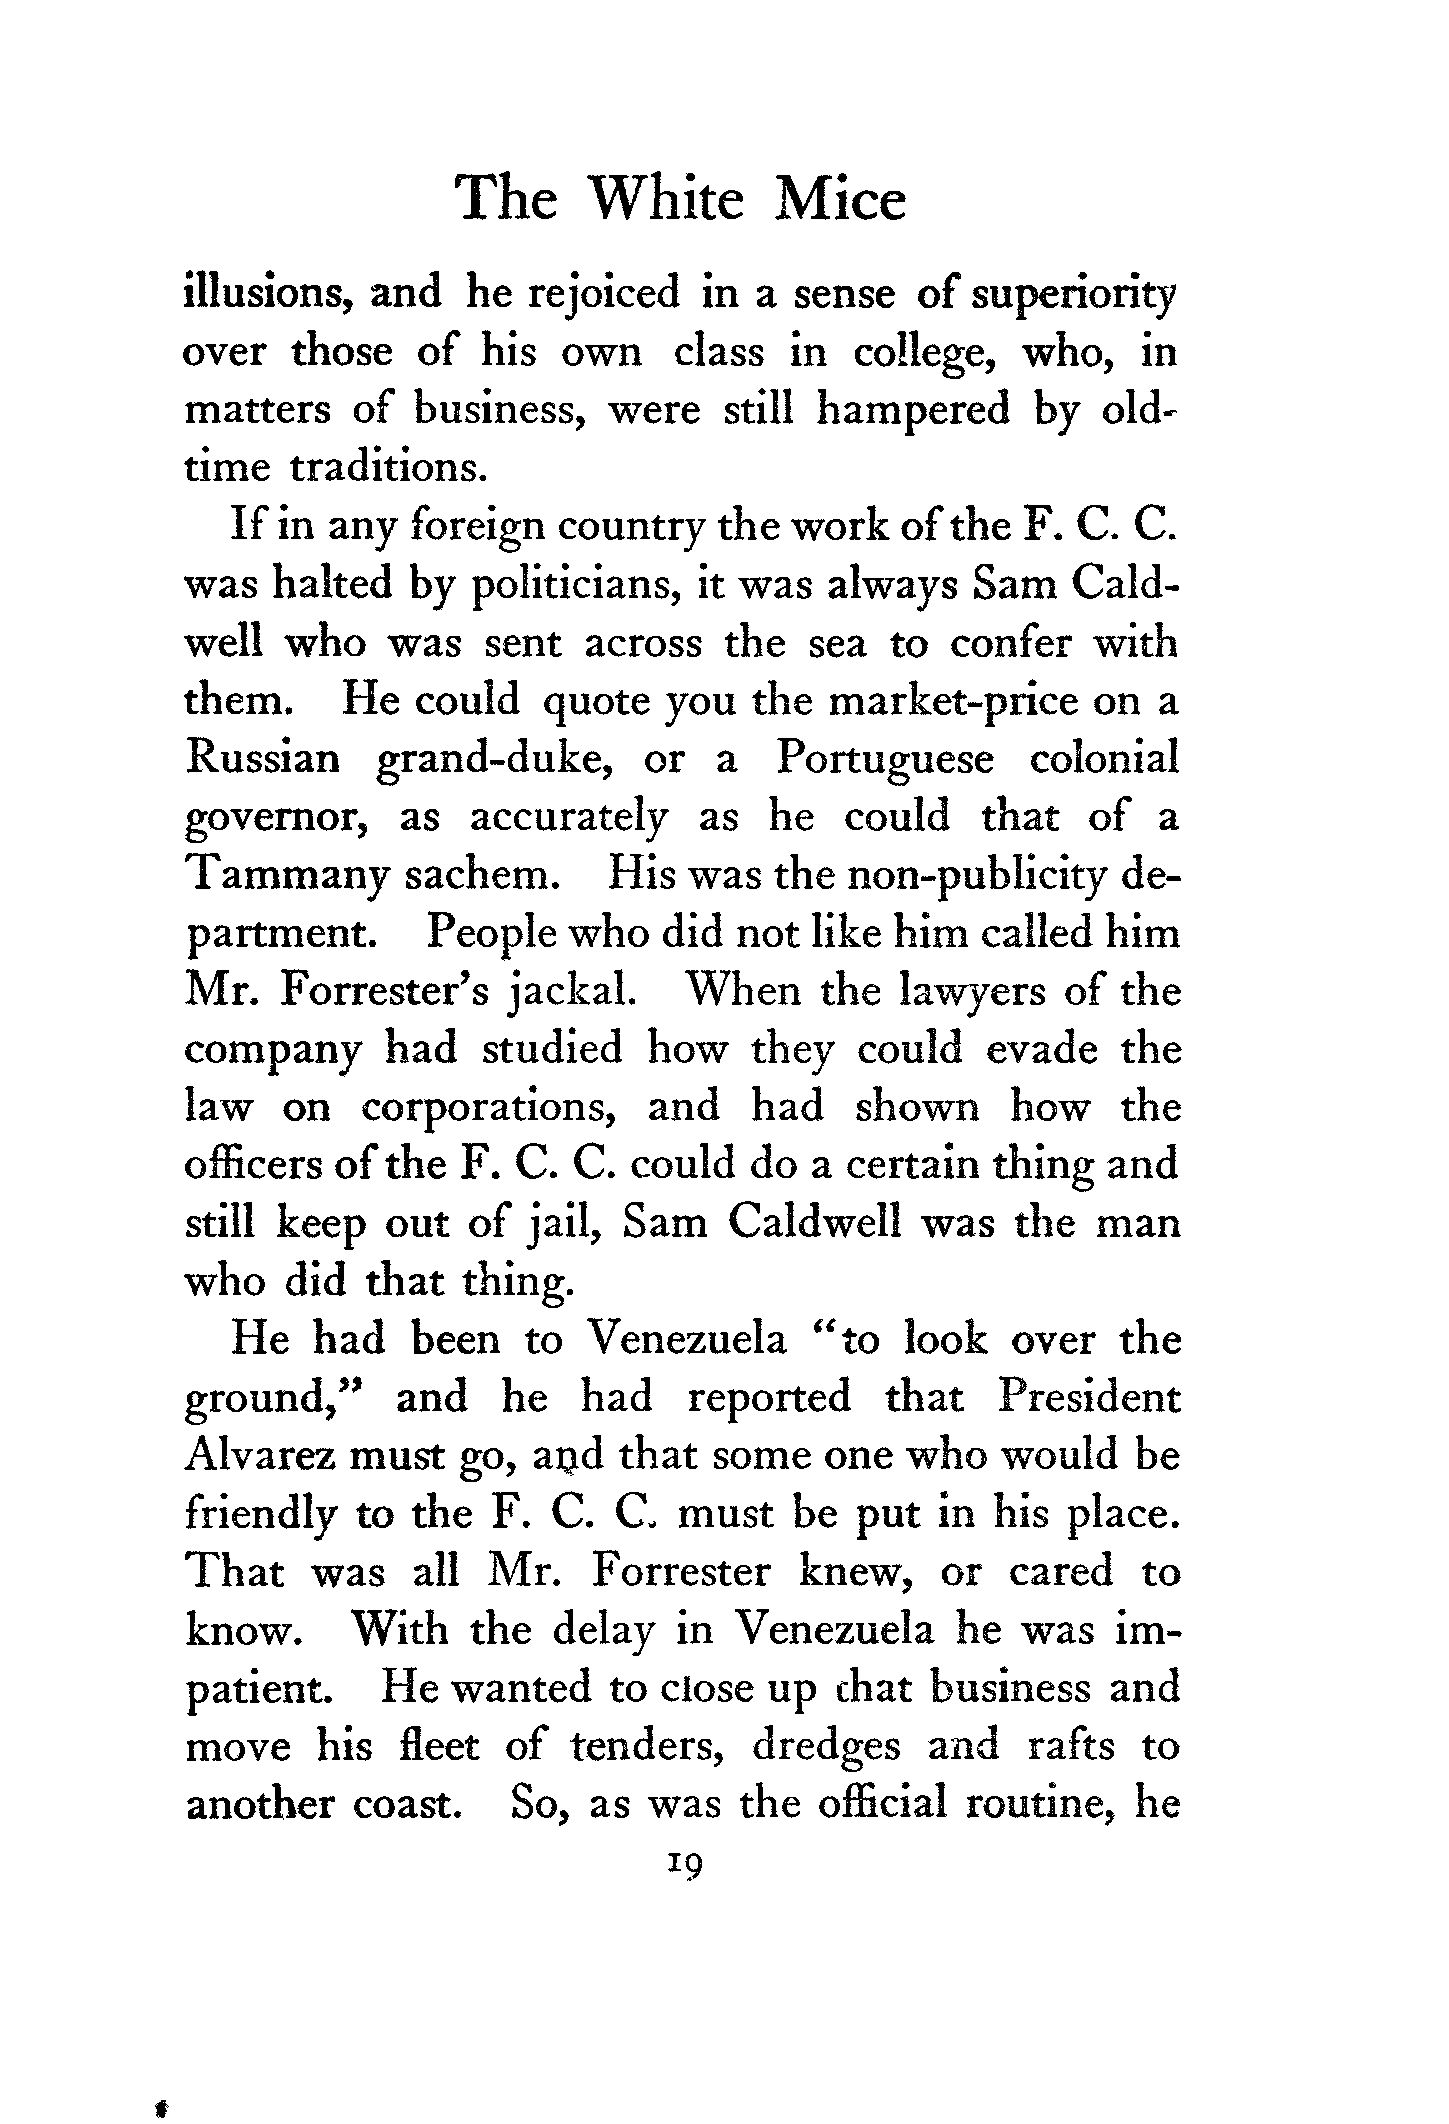 The White Mice
illusions, and he rejoiced in a sense of superiority
over those of his own class in college, who, in
matters of business, were still hampered by old-
time traditions.
If in any foreign country the work of the F. C. C.
was halted by politicians, it was always Sam Cald-
well who was sent across the sea to confer with
them. He could quote you the market-price on a
Russian grand-duke, or a Portuguese colonial
governor, as accurately as he could that of a
Tammany sachem. His was the non-publicity de-
partment. People who did not like him called him
Mr. Forrester's jackal. When the lawyers of the
company had studied how they could evade the
law on corporations, and had shown how the
officers of the F. C. C. could do a certain thing and
still keep out of jail, Sam Caldwell was the man
who did that thing.
He had been to Venezuela "to look over the
ground," and he had reported that President
Alvarez must go, and that some one who would be
friendly to the F. C. C. must be put in his place.
That was all Mr. Forrester knew, or cared to
know. With the delay in Venezuela he was im-
patient. He wanted to close up that business and
move his fleet of tenders, dredges and rafts to
another coast. So, as was the official routine, he
19